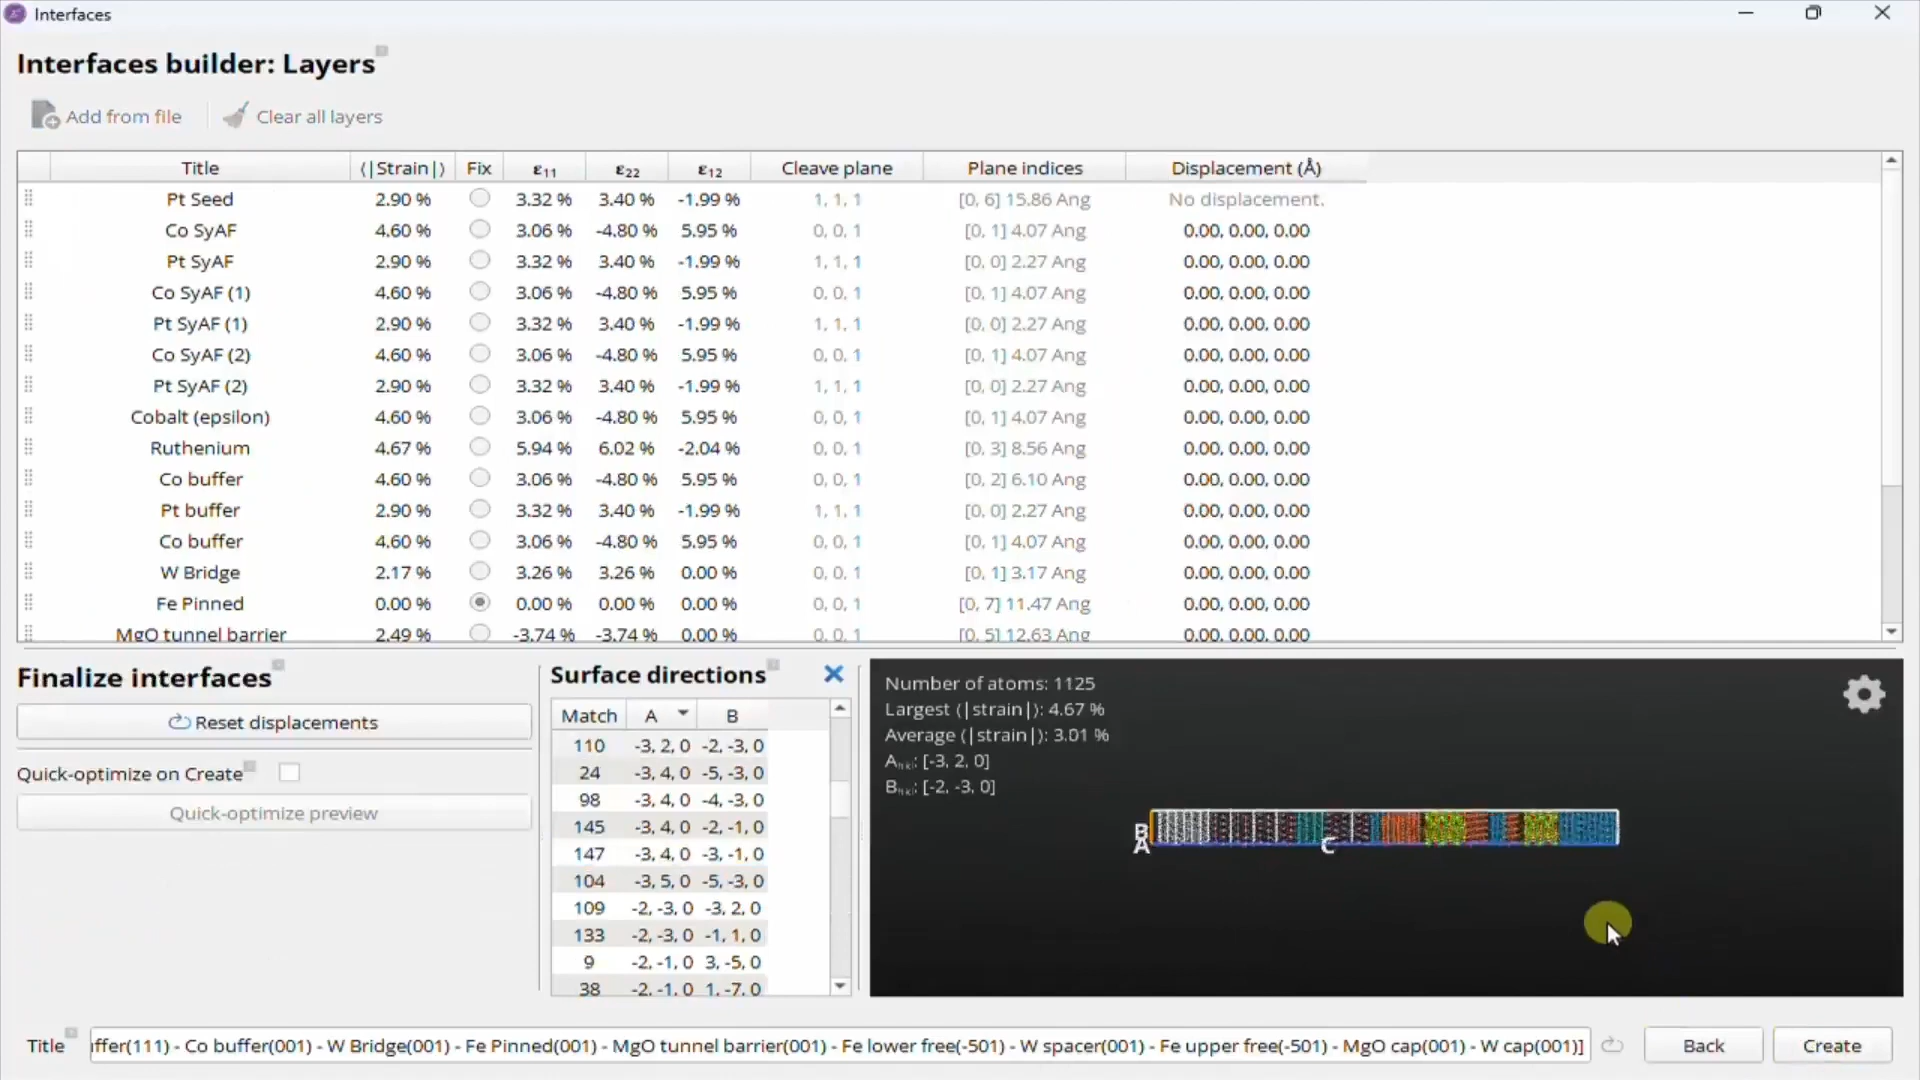 Interfaces
Interfaces builder: Layers
Add from file Clear all layers
Title ⟨|Strain|⟩ Fix ε₁₁ ε₂₂ ε₁₂ Cleave plane Plane indices Displacement (Å)
Pt Seed 2.90 % 3.32 % 3.40 % -1.99 % 1, 1, 1 [0, 6] 15.86 Ang No displacement.
Co SyAF 4.60 % 3.06 % -4.80 % 5.95 % 0, 0, 1 [0, 1] 4.07 Ang 0.00, 0.00, 0.00
Pt SyAF 2.90 % 3.32 % 3.40 % -1.99 % 1, 1, 1 [0, 0] 2.27 Ang 0.00, 0.00, 0.00
Co SyAF (1) 4.60 % 3.06 % -4.80 % 5.95 % 0, 0, 1 [0, 1] 4.07 Ang 0.00, 0.00, 0.00
Pt SyAF (1) 2.90 % 3.32 % 3.40 % -1.99 % 1, 1, 1 [0, 0] 2.27 Ang 0.00, 0.00, 0.00
Co SyAF (2) 4.60 % 3.06 % -4.80 % 5.95 % 0, 0, 1 [0, 1] 4.07 Ang 0.00, 0.00, 0.00
Pt SyAF (2) 2.90 % 3.32 % 3.40 % -1.99 % 1, 1, 1 [0, 0] 2.27 Ang 0.00, 0.00, 0.00
Cobalt (epsilon) 4.60 % 3.06 % -4.80 % 5.95 % 0, 0, 1 [0, 1] 4.07 Ang 0.00, 0.00, 0.00
Ruthenium 4.67 % 5.94 % 6.02 % -2.04 % 0, 0, 1 [0, 3] 8.56 Ang 0.00, 0.00, 0.00
Co buffer 4.60 % 3.06 % -4.80 % 5.95 % 0, 0, 1 [0, 2] 6.10 Ang 0.00, 0.00, 0.00
Pt buffer 2.90 % 3.32 % 3.40 % -1.99 % 1, 1, 1 [0, 0] 2.27 Ang 0.00, 0.00, 0.00
Co buffer 4.60 % 3.06 % -4.80 % 5.95 % 0, 0, 1 [0, 1] 4.07 Ang 0.00, 0.00, 0.00
W Bridge 2.17 % 3.26 % 3.26 % 0.00 % 0, 0, 1 [0, 1] 3.17 Ang 0.00, 0.00, 0.00
Fe Pinned 0.00 % 0.00 % 0.00 % 0.00 % 0, 0, 1 [0, 7] 11.47 Ang 0.00, 0.00, 0.00
MgO tunnel barrier 2.49 % -3.74 % -3.74 % 0.00 % 0, 0, 1 [0, 5] 12.63 Ang 0.00, 0.00, 0.00
Finalize interfaces
Reset displacements
Quick-optimize on Create
Quick-optimize preview
Surface directions
Match A B
110 -3, 2, 0 -2, -3, 0
24 -3, 4, 0 -5, -3, 0
98 -3, 4, 0 -4, -3, 0
145 -3, 4, 0 -2, -1, 0
147 -3, 4, 0 -3, -1, 0
104 -3, 5, 0 -5, -3, 0
109 -2, -3, 0 -3, 2, 0
133 -2, -3, 0 -1, 1, 0
9 -2, -1, 0 3, -5, 0
38 -2, -1, 0 1, -7, 0
Number of atoms: 1125
Largest ⟨|strain|⟩: 4.67 %
Average ⟨|strain|⟩: 3.01 %
Aₕₖₗ: [-3, 2, 0]
Bₕₖₗ: [-2, -3, 0]
B
A
C
Title iffer(111) - Co buffer(001) - W Bridge(001) - Fe Pinned(001) - MgO tunnel barrier(001) - Fe lower free(-501) - W spacer(001) - Fe upper free(-501) - MgO cap(001) - W cap(001)] Back Create